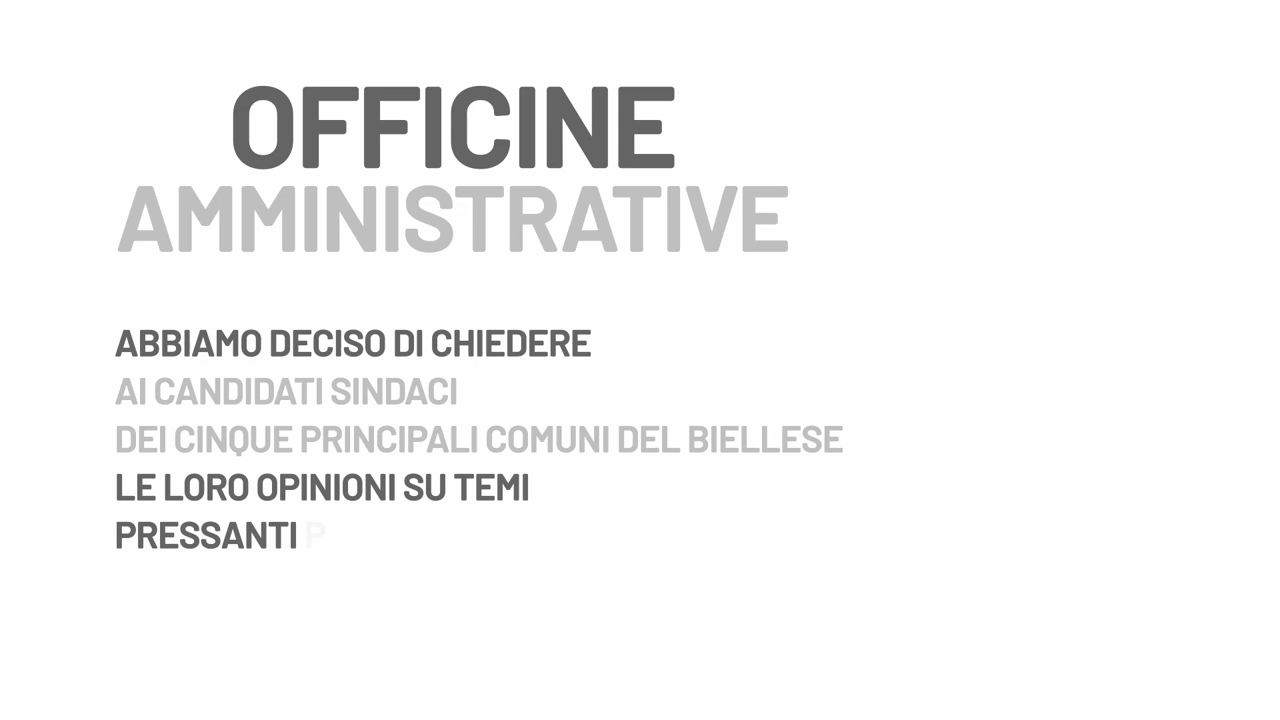 OFFICINE
AMMINISTRATIVE
ABBIAMO DECISO DI CHIEDERE
AI CANDIDATI SINDACI
DEI CINQUE PRINCIPALI COMUNI DEL BIELLESE
LE LORO OPINIONI SU TEMI
PRESSANTI P